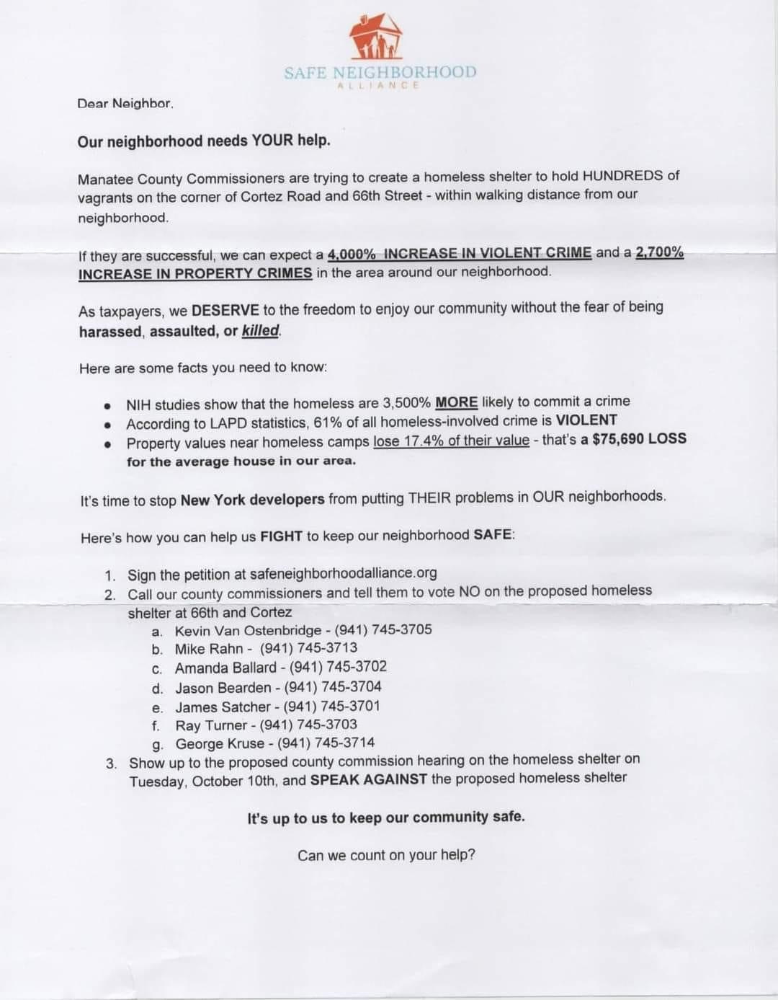 SAFE NEIGHBORHOOD
ALLIANCE
Dear Neighbor,
Our neighborhood needs YOUR help.
Manatee County Commissioners are trying to create a homeless shelter to hold HUNDREDS of
vagrants on the corner of Cortez Road and 66th Street - within walking distance from our
neighborhood.
If they are successful, we can expect a 4,000% INCREASE IN VIOLENT CRIME and a 2,700%
INCREASE IN PROPERTY CRIMES in the area around our neighborhood.
As taxpayers, we DESERVE to the freedom to enjoy our community without the fear of being
harassed, assaulted, or killed.
Here are some facts you need to know:
• NIH studies show that the homeless are 3,500% MORE likely to commit a crime
• According to LAPD statistics, 61% of all homeless-involved crime is VIOLENT
• Property values near homeless camps lose 17.4% of their value - that's a $75,690 LOSS
for the average house in our area.
It's time to stop New York developers from putting THEIR problems in OUR neighborhoods.
Here's how you can help us FIGHT to keep our neighborhood SAFE:
1. Sign the petition at safeneighborhoodalliance.org
2. Call our county commissioners and tell them to vote NO on the proposed homeless
shelter at 66th and Cortez
a. Kevin Van Ostenbridge - (941) 745-3705
b. Mike Rahn - (941) 745-3713
c. Amanda Ballard - (941) 745-3702
d. Jason Bearden - (941) 745-3704
e. James Satcher - (941) 745-3701
f. Ray Turner - (941) 745-3703
g. George Kruse - (941) 745-3714
3. Show up to the proposed county commission hearing on the homeless shelter on
Tuesday, October 10th, and SPEAK AGAINST the proposed homeless shelter
It's up to us to keep our community safe.
Can we count on your help?